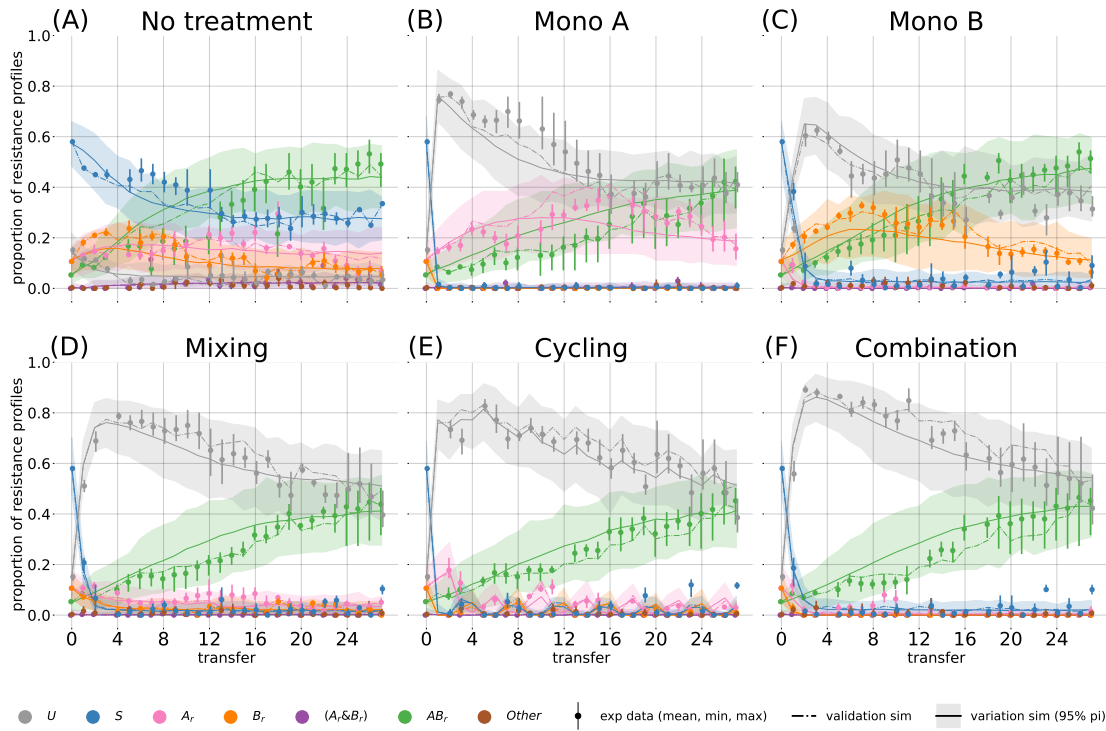 (A) No treatment
(B) Mono A
(C) Mono B
proportion of resistance profiles
1.0
0.8
0.6
0.4
0.2
0.0
(D) Mixing
(E) Cycling
(F) Combination
proportion of resistance profiles
1.0
0.8
0.6
0.4
0.2
0.0
0 4 8 12 16 20 24
0 4 8 12 16 20 24
0 4 8 12 16 20 24
transfer
transfer
transfer
U S Ar Br (Ar&Br) ABr Other exp data (mean, min, max) validation sim variation sim (95% pi)